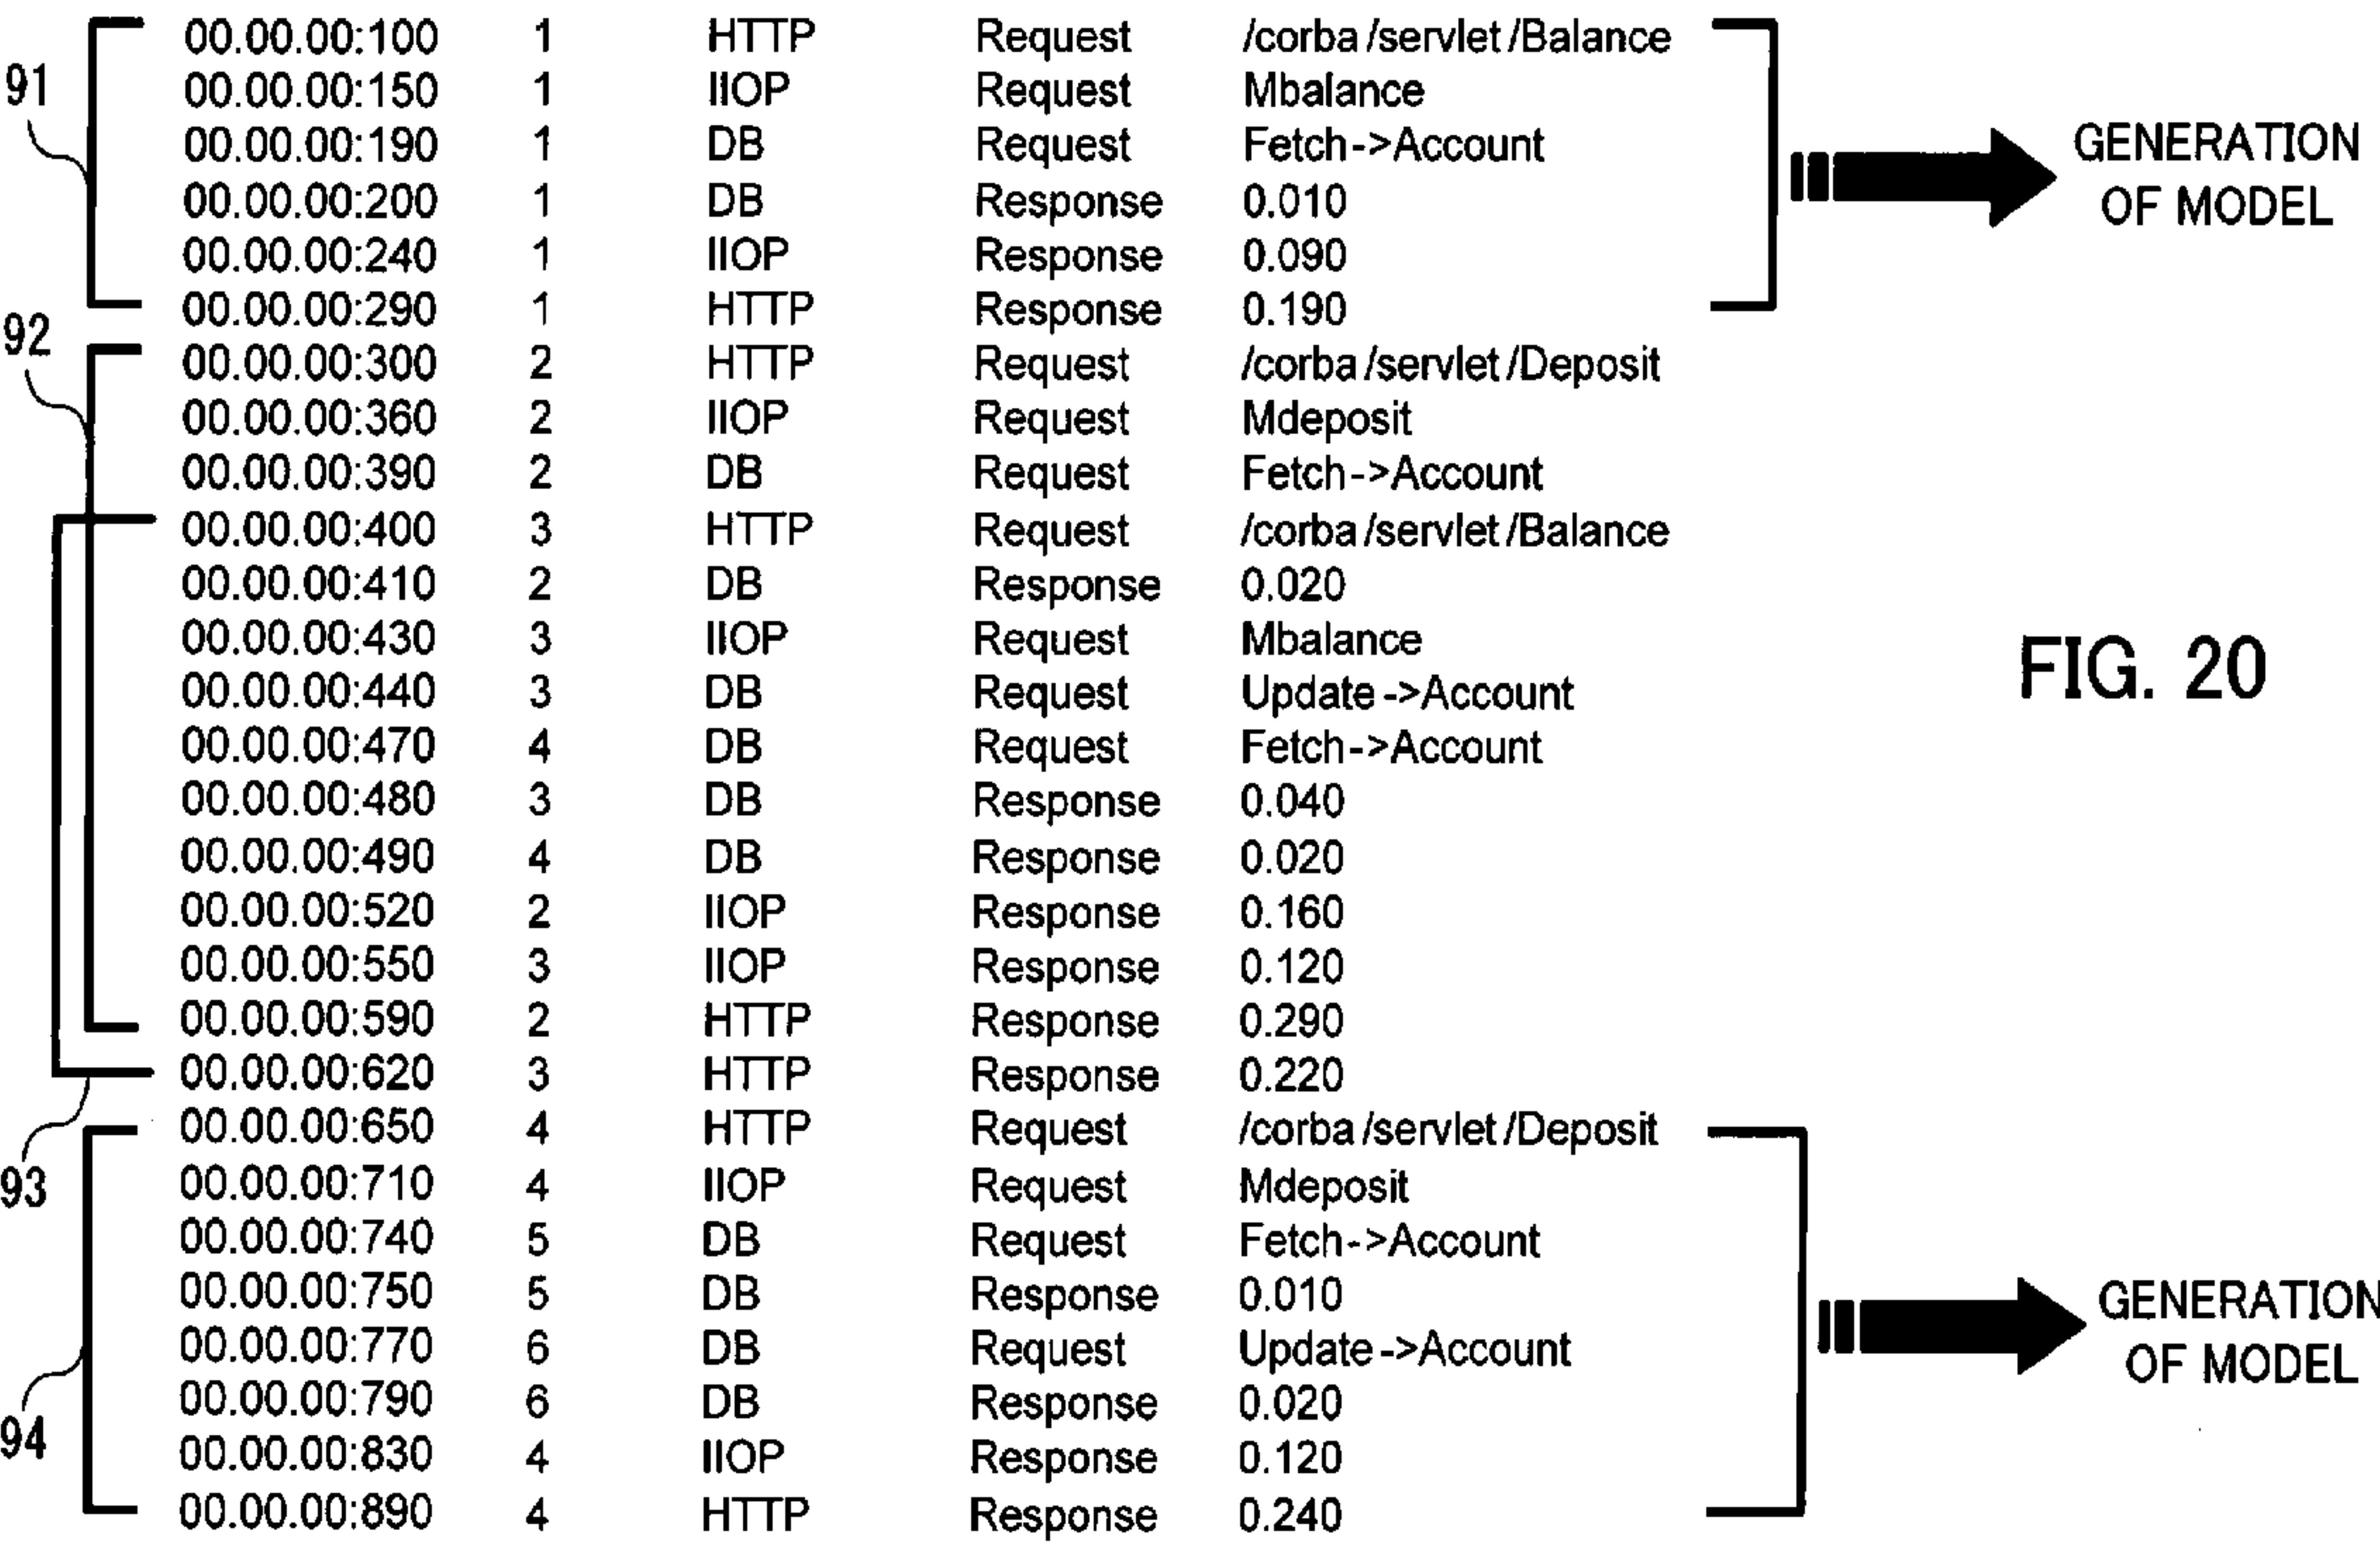 00.00.00:100 1 HTTP Request /corba/servlet/Balance
91
00.00.00:150 1 IIOP Request Mbalance
00.00.00:190 1 DB Request Fetch->Account
GENERATION
OF MODEL
00.00.00:200 1 DB Response 0.010
00.00.00:240 1 IIOP Response 0.090
00.00.00:290 1 HTTP Response 0.190
92
00.00.00:300 2 HTTP Request /corba/servlet/Deposit
00.00.00:360 2 IIOP Request Mdeposit
00.00.00:390 2 DB Request Fetch->Account
00.00.00:400 3 HTTP Request /corba/servlet/Balance
00.00.00:410 2 DB Response 0.020
00.00.00:430 3 IIOP Request Mbalance
FIG. 20
00.00.00:440 3 DB Request Update->Account
00.00.00:470 4 DB Request Fetch->Account
00.00.00:480 3 DB Response 0.040
00.00.00:490 4 DB Response 0.020
00.00.00:520 2 IIOP Response 0.160
00.00.00:550 3 IIOP Response 0.120
00.00.00:590 2 HTTP Response 0.290
00.00.00:620 3 HTTP Response 0.220
00.00.00:650 4 HTTP Request /corba/servlet/Deposit
93
00.00.00:710 4 IIOP Request Mdeposit
00.00.00:740 5 DB Request Fetch->Account
00.00.00:750 5 DB Response 0.010
GENERATION
OF MODEL
00.00.00:770 6 DB Request Update->Account
00.00.00:790 6 DB Response 0.020
94
00.00.00:830 4 IIOP Response 0.120
00.00.00:890 4 HTTP Response 0.240